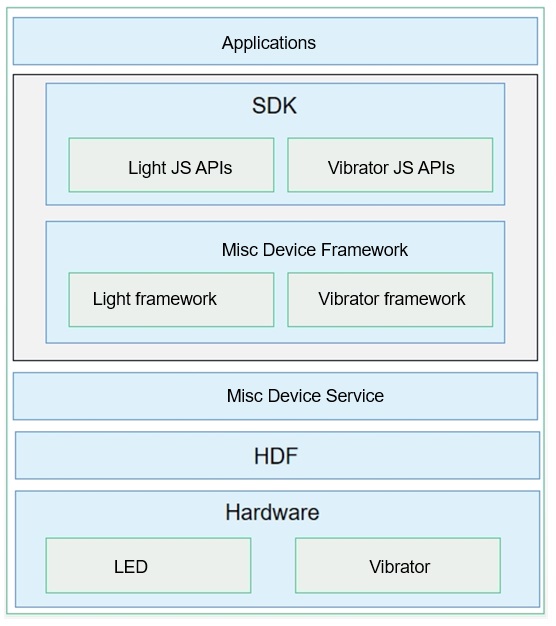 Applications
SDK
Light JS APIs
Vibrator JS APIs
Misc Device Framework
Light framework
Vibrator framework
Misc Device Service
HDF
Hardware
LED
Vibrator